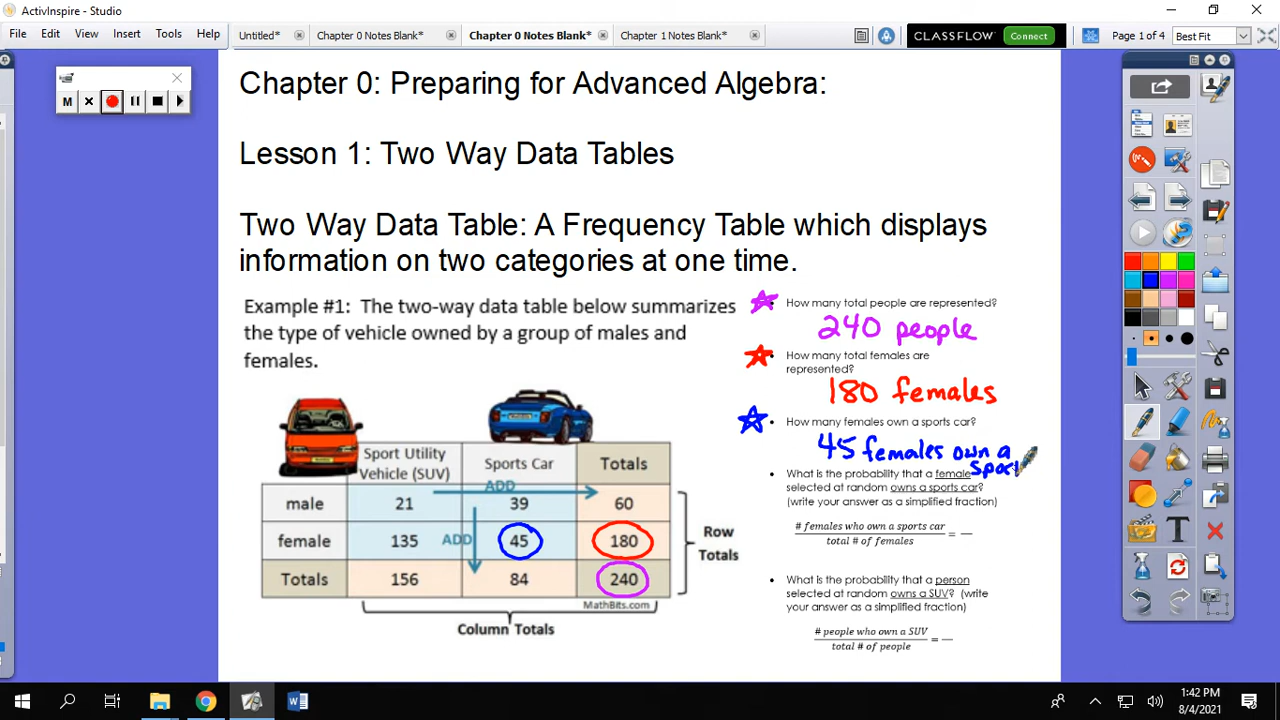 ActivInspire - Studio
File Edit View Insert Tools Help
Untitled* Chapter 0 Notes Blank* Chapter 0 Notes Blank* Chapter 1 Notes Blank*
CLASSFLOW Connect
Page 1 of 4 Best Fit
M
Chapter 0: Preparing for Advanced Algebra:
Lesson 1: Two Way Data Tables
Two Way Data Table: A Frequency Table which displays
information on two categories at one time.
Example #1: The two-way data table below summarizes
the type of vehicle owned by a group of males and
females.
Sport Utility
Vehicle (SUV)
Sports Car
Totals
ADD
male 21 39 60
female 135 ADD 45 180
Totals 156 84 240
Row
Totals
MathBits.com
Column Totals
How many total people are represented?
240 people
How many total females are
represented?
180 females
How many females own a sports car?
45 females own a
What is the probability that a female
selected at random owns a sports car?
(write your answer as a simplified fraction)
# females who own a sports car
total # of females
=
What is the probability that a person
selected at random owns a SUV? (write
your answer as a simplified fraction)
# people who own a SUV
total # of people
=
1:42 PM
8/4/2021